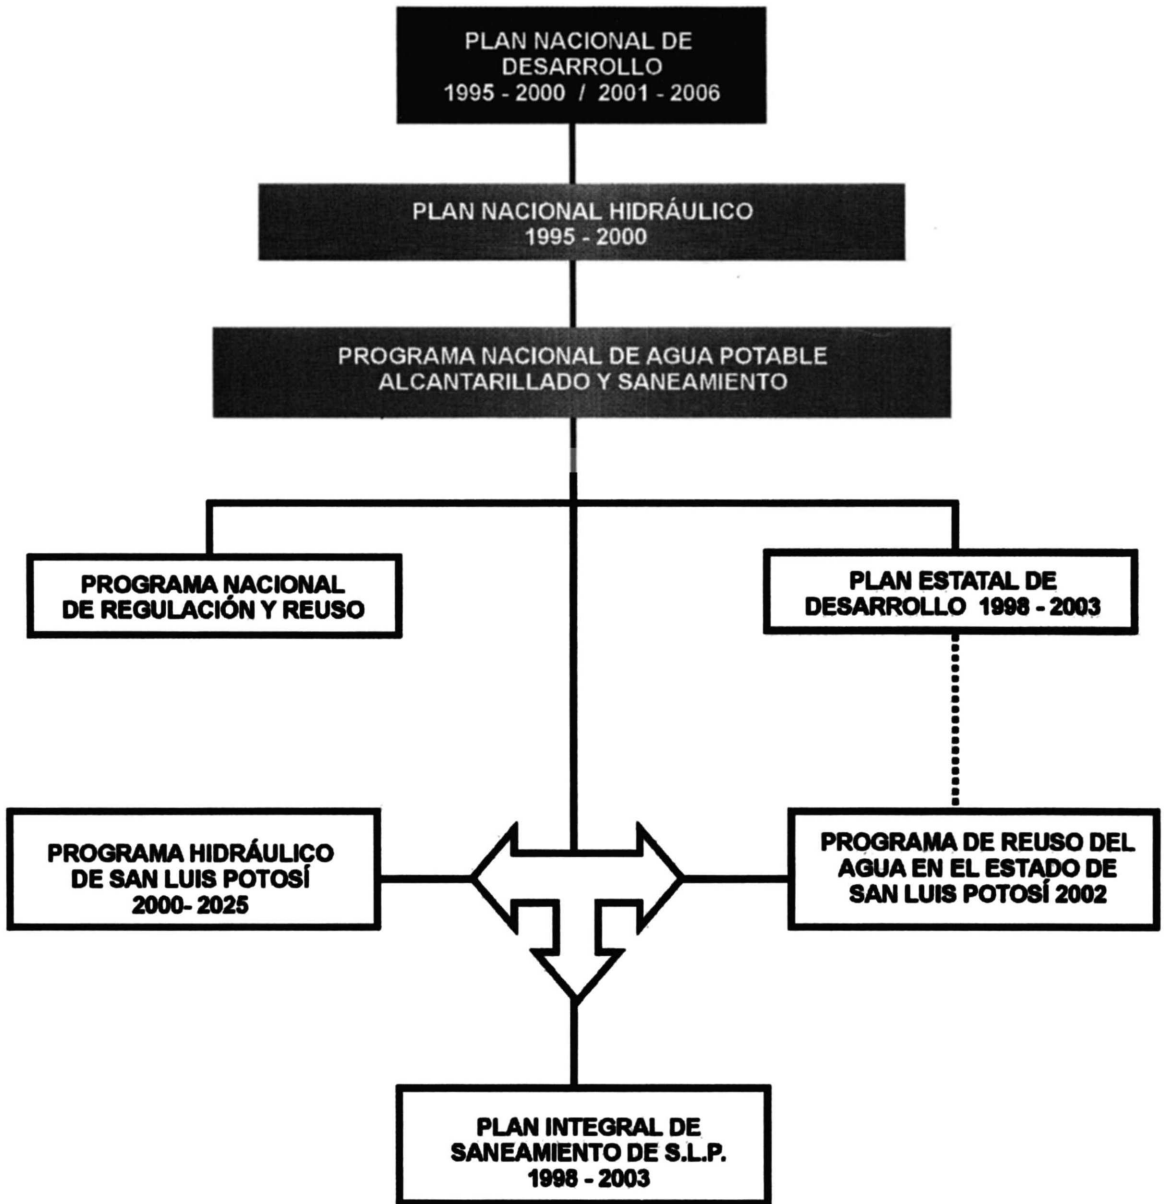 PLAN NACIONAL DE
DESARROLLO
1995 - 2000 / 2001 - 2006
PLAN NACIONAL HIDRÁULICO
1995 - 2000
PROGRAMA NACIONAL DE AGUA POTABLE
ALCANTARILLADO Y SANEAMIENTO
PROGRAMA NACIONAL
DE REGULACIÓN Y REUSO
PLAN ESTATAL DE
DESARROLLO 1998 - 2003
PROGRAMA HIDRÁULICO
DE SAN LUIS POTOSÍ
2000- 2025
PROGRAMA DE REUSO DEL
AGUA EN EL ESTADO DE
SAN LUIS POTOSÍ 2002
PLAN INTEGRAL DE
SANEAMIENTO DE S.L.P.
1998 - 2003